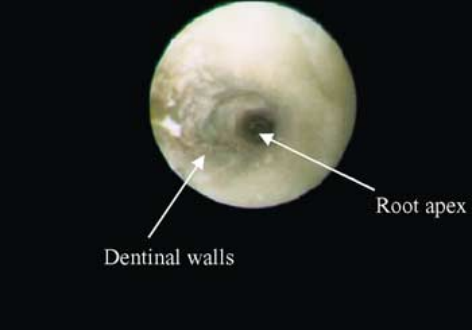 Root apex
Dentinal walls